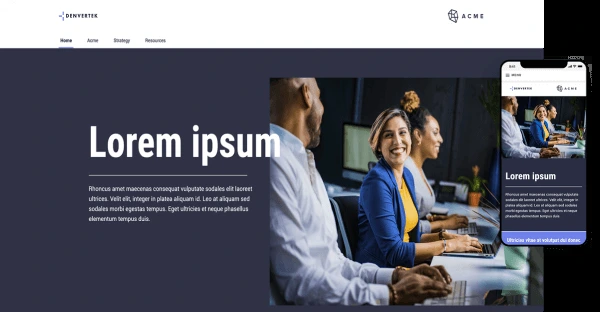 DENVERTEK
ACME
Home Acme Strategy Resources
Lorem ipsum
Rhoncus amet maecenas consequat vulputate sodales elit laoreet
ultrices. Velit elit, integer in platea aliquam id. Leo at aliquam sed
sodales morbi egestas tempus. Eget ultricies et neque phasellus
elementum tempus duis.
MENU
DENVERTEK
ACME
Lorem ipsum
Rhoncus amet maecenas consequat
vulputate sodales elit laoreet ultrices. Velit
elit, integer in platea aliquam id. Leo at
aliquam sed sodales morbi egestas tempus.
Eget ultricies et neque phasellus
Ultricies vitae at volutpat dui donec